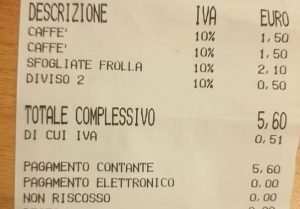 DESCRIZIONE IVA EURO
CAFFE' 10% 1,50
CAFFE' 10% 1,50
SFOGLIATE FROLLA 10% 2,10
DIVISO 2 10% 0,50
TOTALE COMPLESSIVO 5,60
DI CUI IVA 0,51
PAGAMENTO CONTANTE 5,60
PAGAMENTO ELETTRONICO 0,00
NON RISCOSSO 0,00